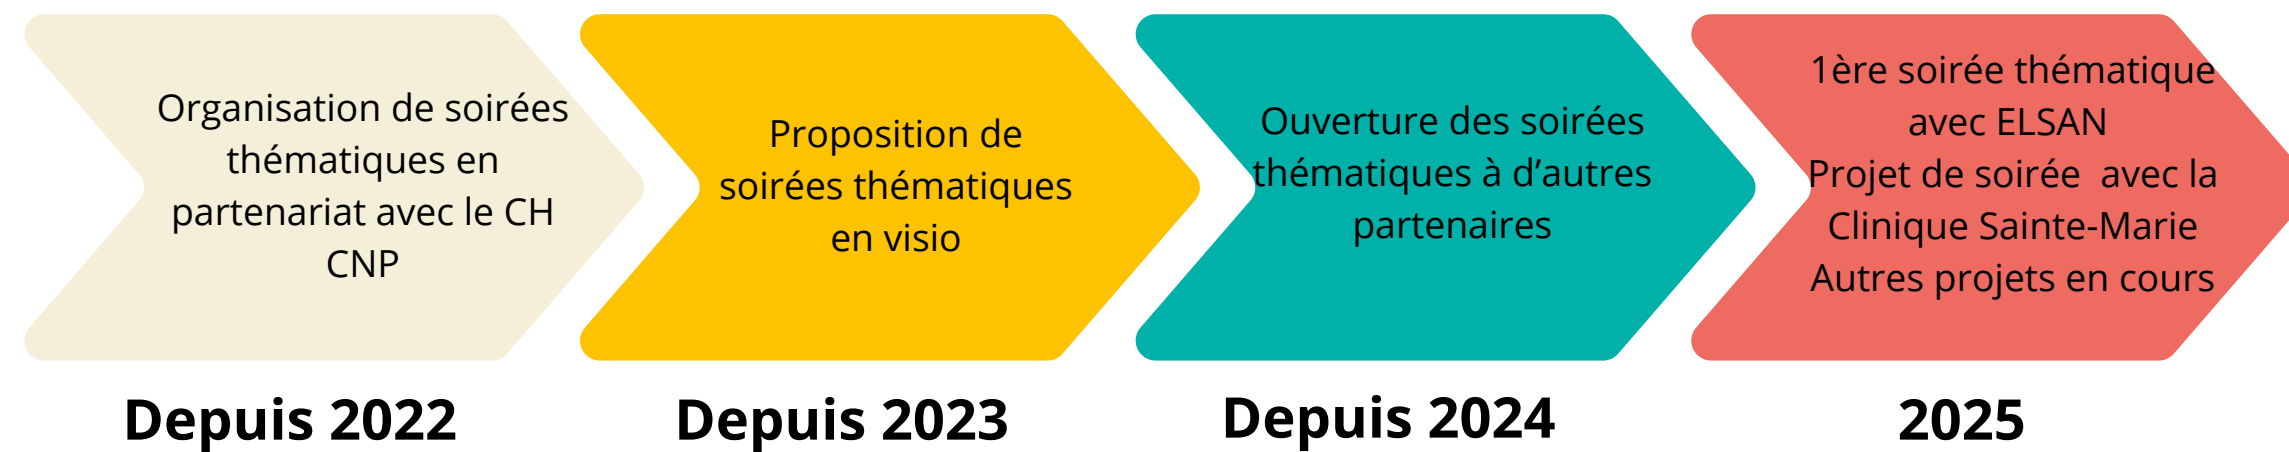 Organisation de soirées
thématiques en
partenariat avec le CH
CNP
Depuis 2022
Proposition de
soirées thématiques
en visio
Depuis 2023
Ouverture des soirées
thématiques à d’autres
partenaires
Depuis 2024
1ère soirée thématique
avec ELSAN
Projet de soirée  avec la
Clinique Sainte-Marie
Autres projets en cours
2025